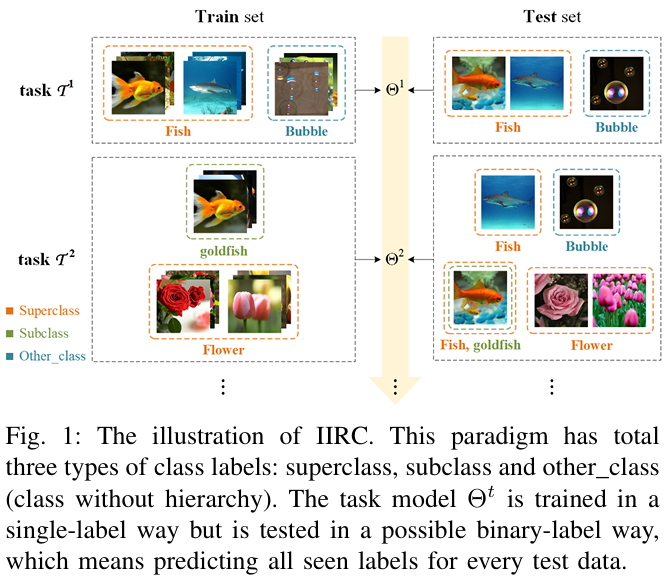 Train set
Test set
task 𝒯¹
Fish
Bubble
Θ¹
Fish
Bubble
task 𝒯²
goldfish
Flower
Θ²
Fish
Bubble
Fish, goldfish
Flower
Superclass
Subclass
Other_class
⋮
⋮
⋮
Fig. 1: The illustration of IIRC. This paradigm has total
three types of class labels: superclass, subclass and other_class
(class without hierarchy). The task model Θᵗ is trained in a
single-label way but is tested in a possible binary-label way,
which means predicting all seen labels for every test data.